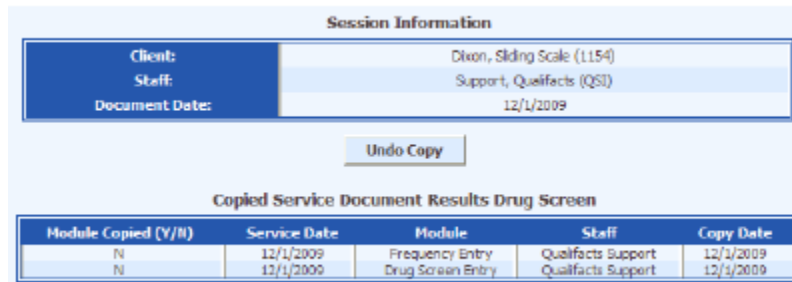 Session Information
Client: Dixon, Sliding Scale (1154)
Staff: Support, Qualifacts (QSI)
Document Date: 12/1/2009
Undo Copy
Copied Service Document Results Drug Screen
Module Copied (Y/N) Service Date Module Staff Copy Date
N 12/1/2009 Frequency Entry Qualifacts Support 12/1/2009
N 12/1/2009 Drug Screen Entry Qualifacts Support 12/1/2009